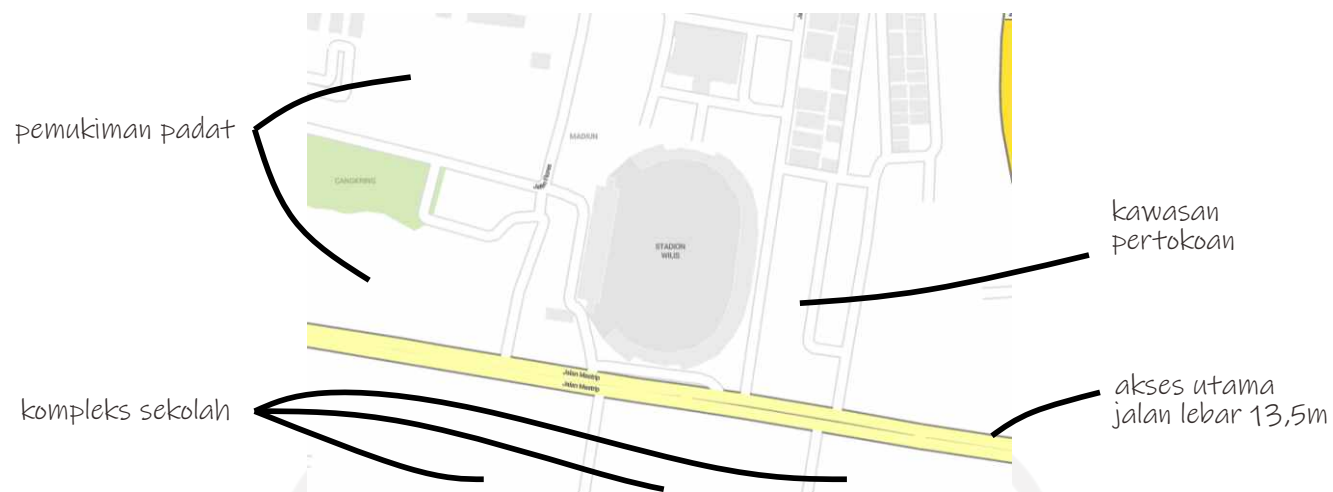 pemukiman padat
MADIUN
CANGKRING
STADION
WILIS
kawasan
pertokoan
Jalan Mastrip
Jalan Mastrip
kompleks sekolah
akses utama
jalan lebar 13,5m